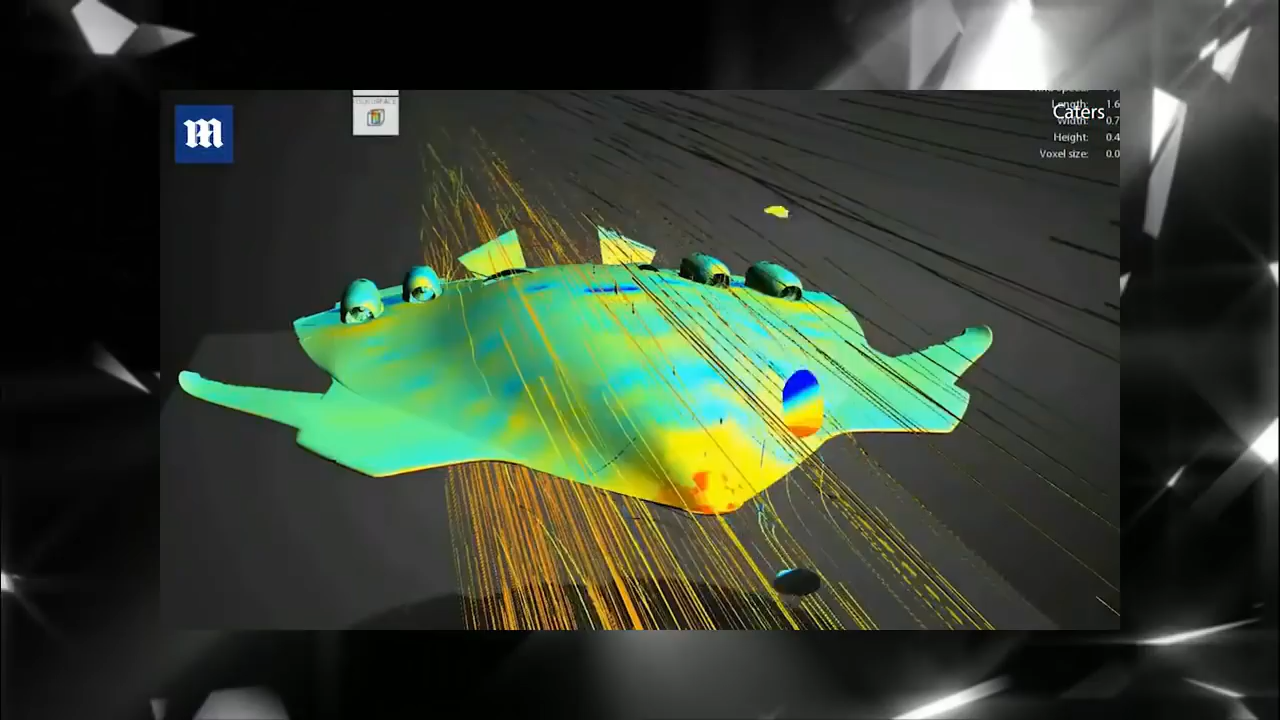 m
Caters
Length: 1.6
Width: 0.7
Height: 0.4
Voxel size: 0.0